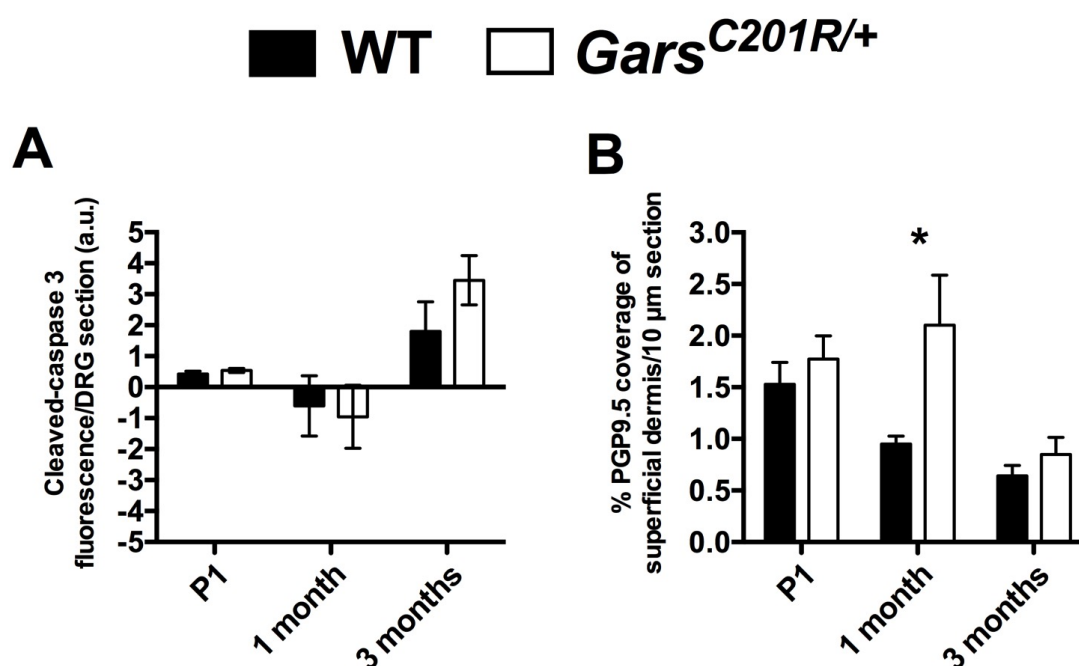 WT Gars^C201R/+
A
B
Cleaved-caspase 3
fluorescence/DRG section (a.u.)
5
4
3
2
1
0
-1
-2
-3
-4
-5
P1
1 month
3 months
% PGP9.5 coverage of
superficial dermis/10 µm section
3.0
2.5
2.0
1.5
1.0
0.5
0.0
*
P1
1 month
3 months